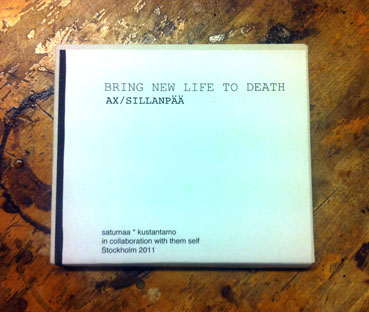 BRING NEW LIFE TO DEATH
AX/SILLANPÄÄ
satumaa * kustantamo
in collaboration with them self
Stockholm 2011